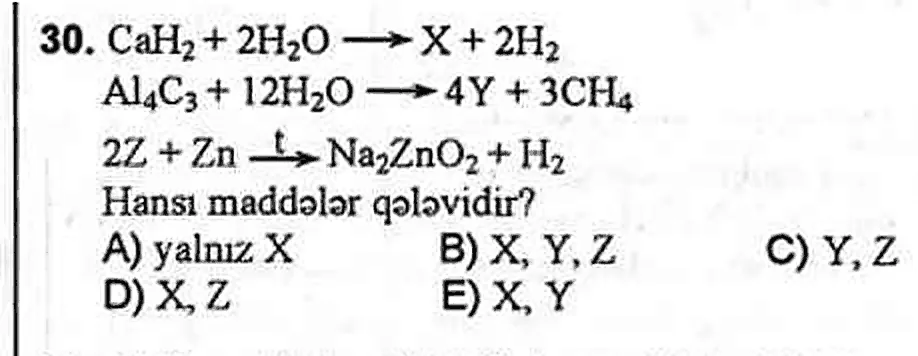 30. CaH₂ + 2H₂O ⟶ X + 2H₂
Al₄C₃ + 12H₂O ⟶ 4Y + 3CH₄
2Z + Zn —t→ Na₂ZnO₂ + H₂
Hansı maddələr qələvidir?
A) yalnız X B) X, Y, Z C) Y, Z
D) X, Z E) X, Y